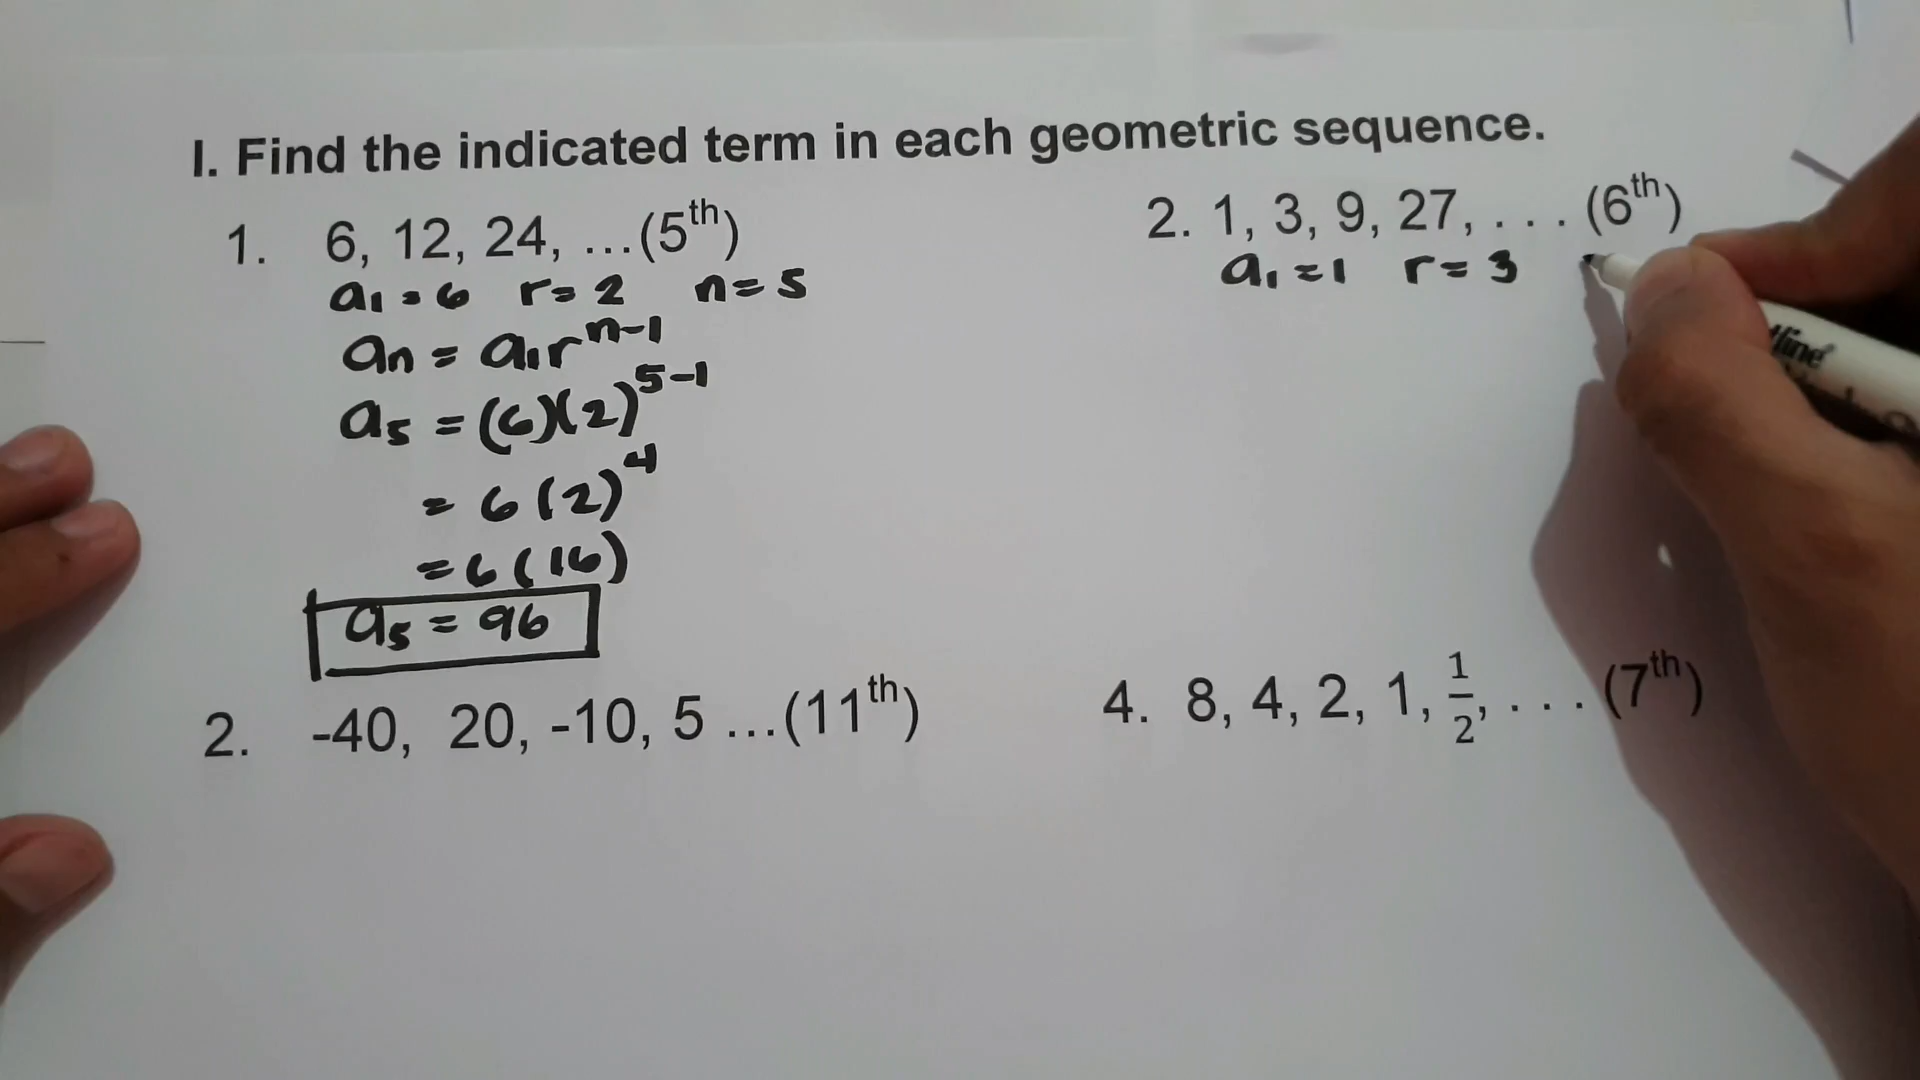 I. Find the indicated term in each geometric sequence.
1. 6, 12, 24, ...(5th)
a₁ = 6 r = 2 n = 5
aₙ = a₁rⁿ⁻¹
a₅ = (6)(2)⁵⁻¹
= 6(2)⁴
= 6(16)
a₅ = 96
2. 1, 3, 9, 27, . . . (6th)
a₁ = 1 r = 3
2. -40, 20, -10, 5 ...(11th)
4. 8, 4, 2, 1, 1/2, . . . (7th)